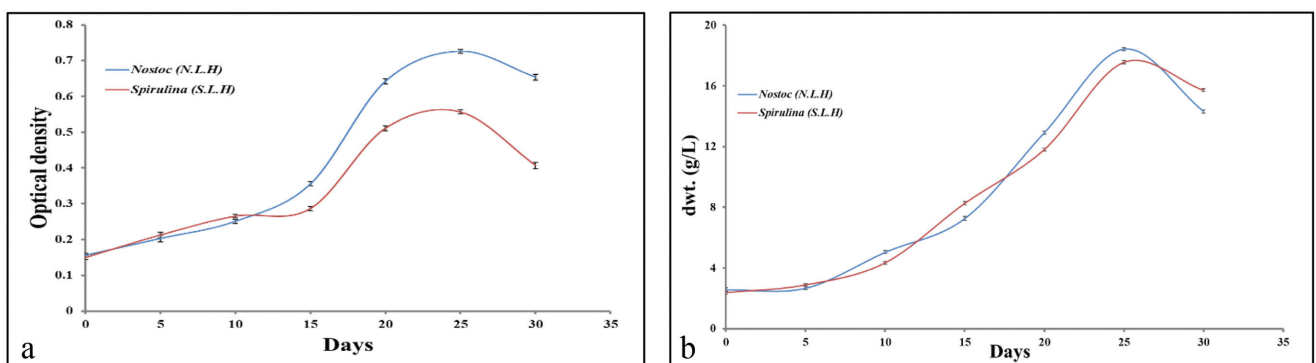 0.8
0.7
0.6
0.5
0.4
0.3
0.2
0.1
0
Optical density
Nostoc (N.L.H)
Spirulina (S.L.H)
0 5 10 15 20 25 30 35
Days
a
20
16
12
8
4
0
dwt. (g/L)
Nostoc (N.L.H)
Spirulina (S.L.H)
0 5 10 15 20 25 30 35
Days
b